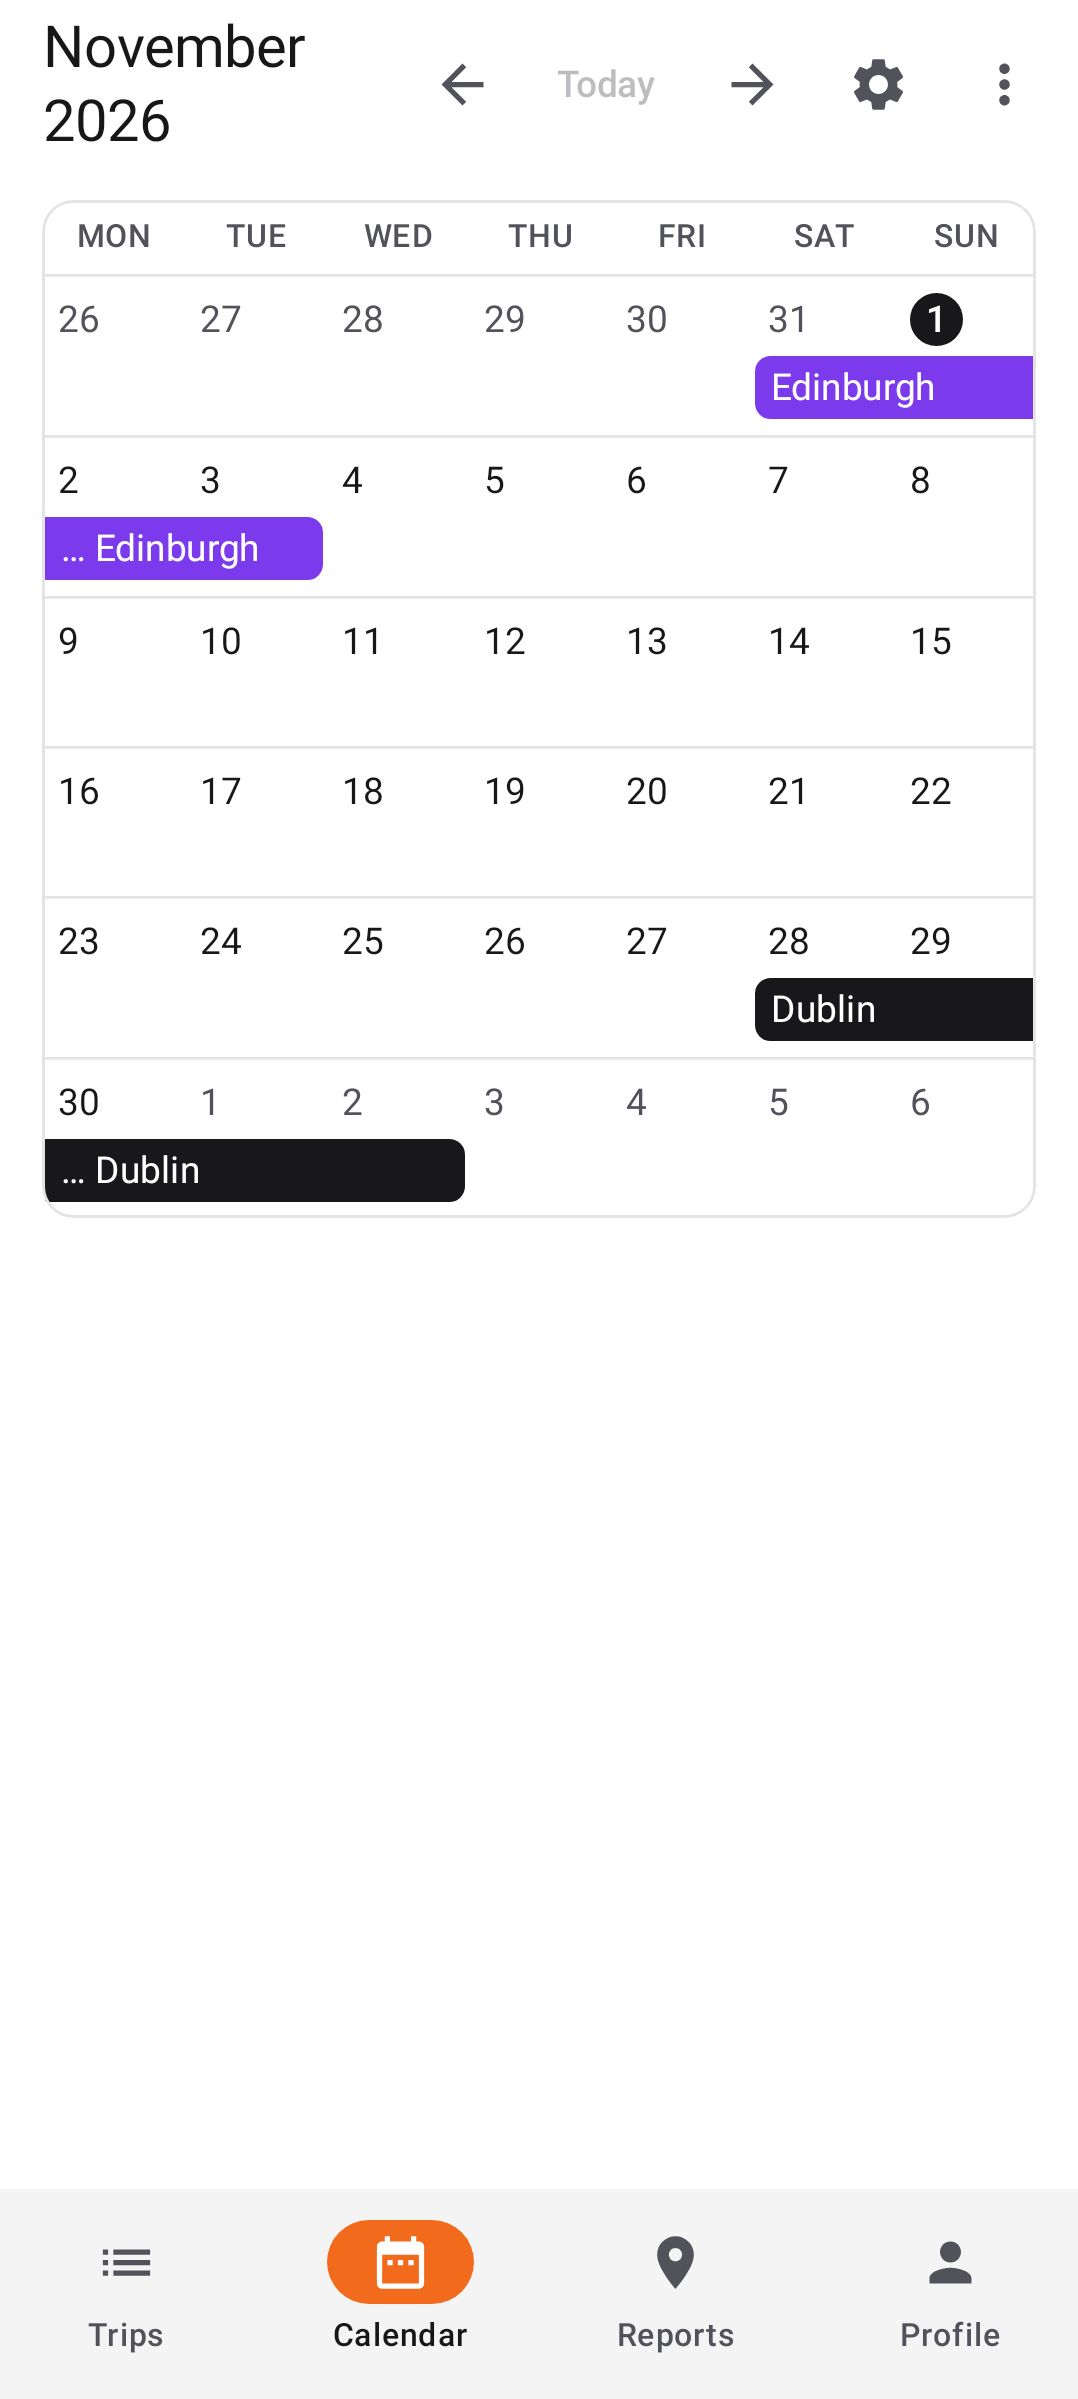 November
2026
Today
MON TUE WED THU FRI SAT SUN
26 27 28 29 30 31 1
Edinburgh
2 3 4 5 6 7 8
... Edinburgh
9 10 11 12 13 14 15
16 17 18 19 20 21 22
23 24 25 26 27 28 29
Dublin
30 1 2 3 4 5 6
... Dublin
Trips Calendar Reports Profile